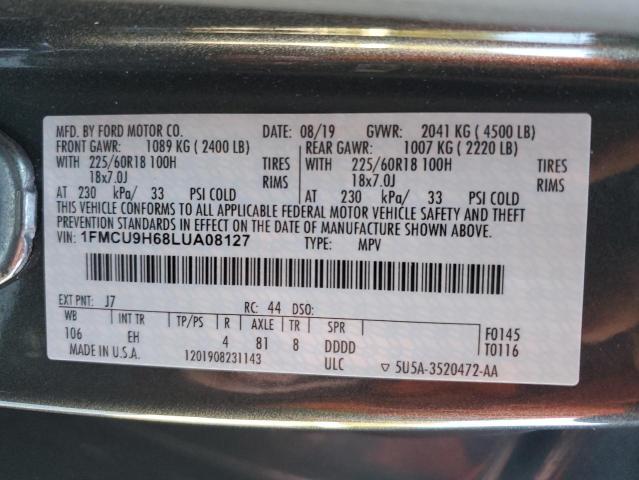 MFD. BY FORD MOTOR CO. DATE: 08/19 GVWR: 2041 KG ( 4500 LB)
FRONT GAWR: 1089 KG ( 2400 LB) REAR GAWR: 1007 KG ( 2220 LB)
WITH 225/60R18 100H TIRES WITH 225/60R18 100H TIRES
18x7.0J RIMS 18x7.0J RIMS
AT 230 kPa/ 33 PSI COLD AT 230 kPa/ 33 PSI COLD
THIS VEHICLE CONFORMS TO ALL APPLICABLE FEDERAL MOTOR VEHICLE SAFETY AND THEFT
PREVENTION STANDARDS IN EFFECT ON THE DATE OF MANUFACTURE SHOWN ABOVE.
VIN: 1FMCU9H68LUA08127 TYPE: MPV
EXT PNT: J7 RC: 44 DSO:
WB INT TR TP/PS R AXLE TR SPR F0145
106 EH 4 81 8 DDDD T0116
MADE IN U.S.A. 1201908231143 ULC ▽ 5U5A-3520472-AA